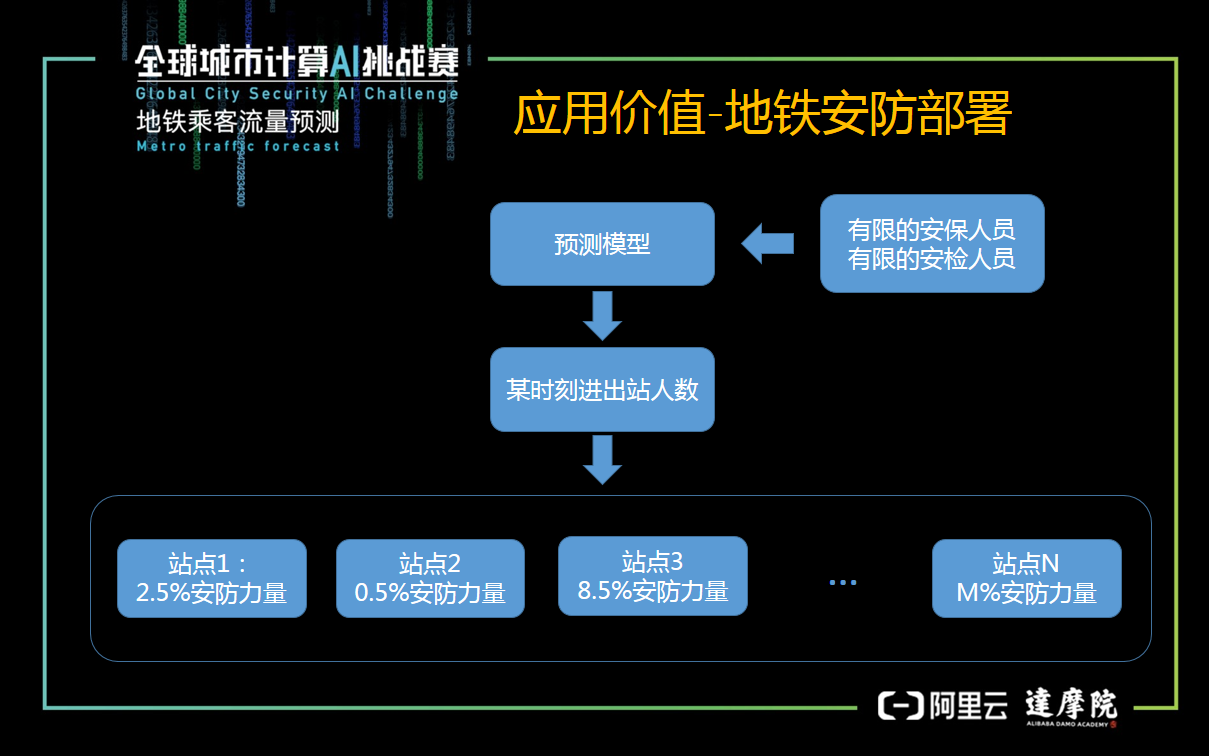 全球城市计算AI挑战赛
Global City Security AI Challenge
地铁乘客流量预测
Metro traffic forecast
应用价值-地铁安防部署
预测模型
有限的安保人员
有限的安检人员
某时刻进出站人数
站点1：
2.5%安防力量
站点2
0.5%安防力量
站点3
8.5%安防力量
...
站点N
M%安防力量
阿里云
達摩院
ALIBABA DAMO ACADEMY